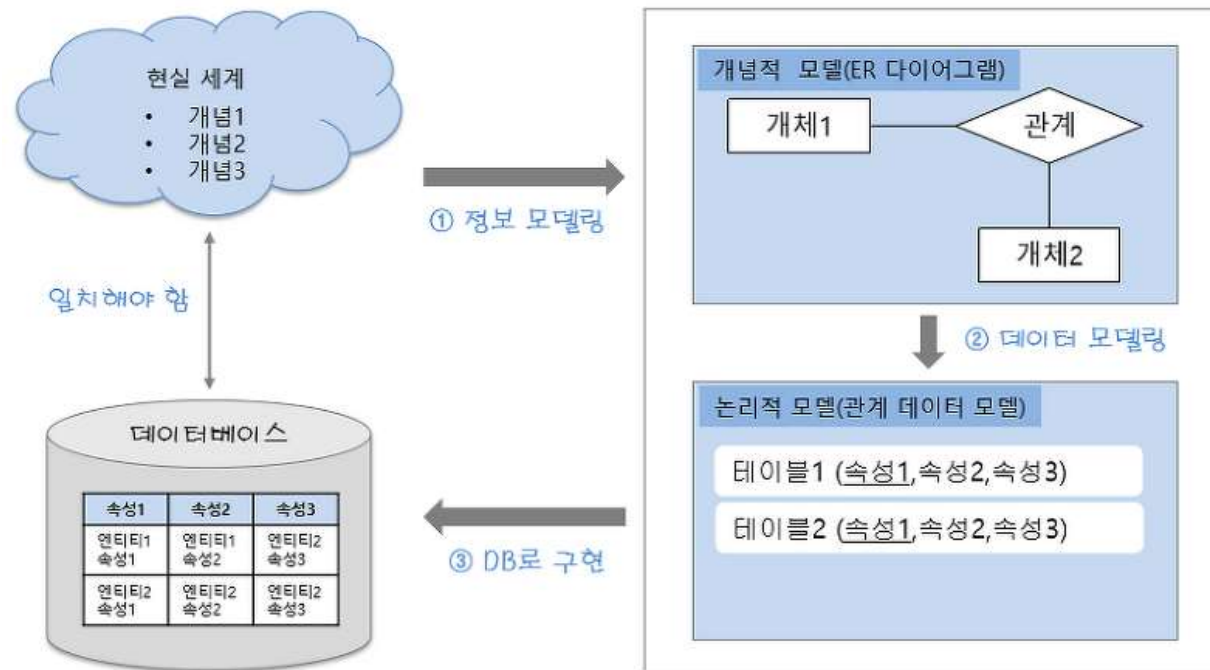 현실 세계
• 개념1
• 개념2
• 개념3
① 정보 모델링
개념적 모델(ER 다이어그램)
개체1
관계
개체2
② 데이터 모델링
논리적 모델(관계 데이터 모델)
테이블1 (속성1,속성2,속성3)
테이블2 (속성1,속성2,속성3)
③ DB로 구현
일치해야 함
데이터베이스
속성1 속성2 속성3
엔티티1 엔티티1 엔티티2
속성1 속성2 속성3
엔티티2 엔티티2 엔티티2
속성1 속성2 속성3